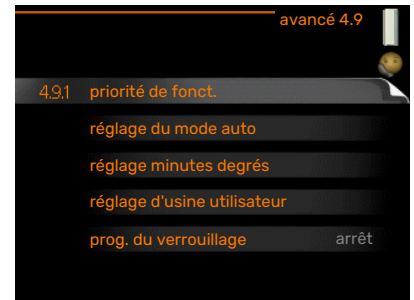 avancé 4.9
4.9.1 priorité de fonct.
réglage du mode auto
réglage minutes degrés
réglage d'usine utilisateur
prog. du verrouillage arrêt